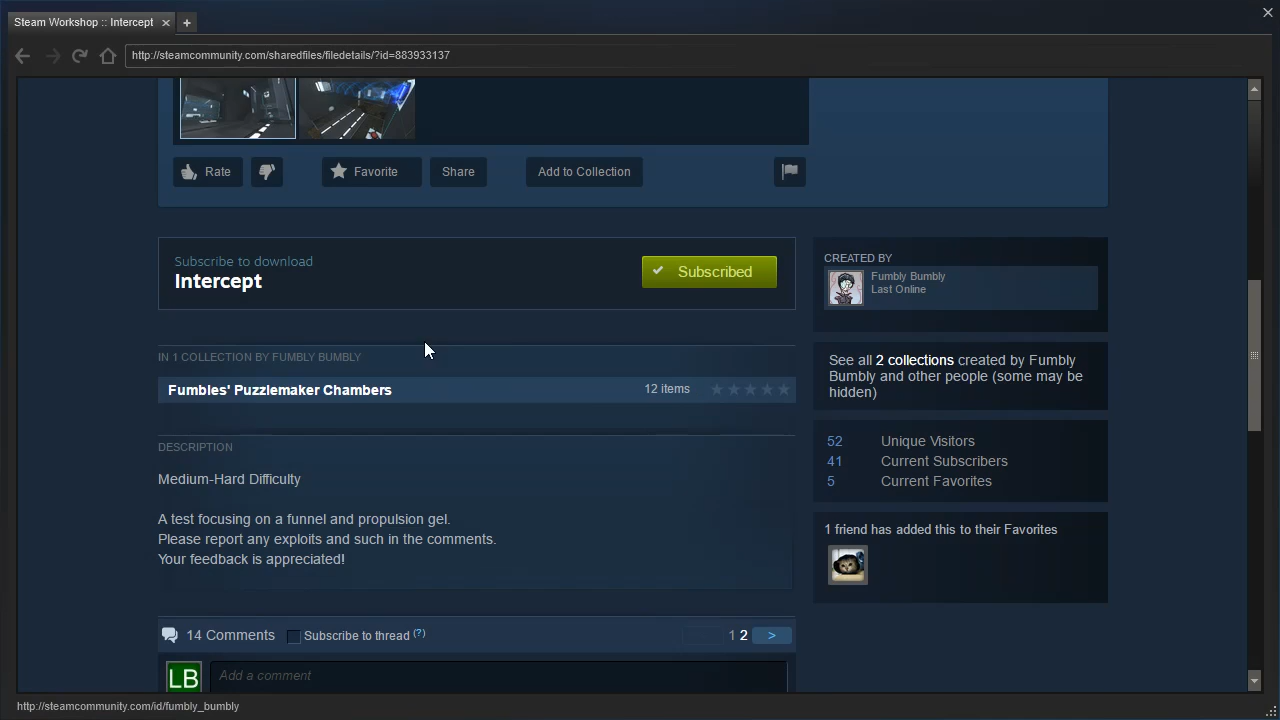 Steam Workshop :: Intercept
http://steamcommunity.com/sharedfiles/filedetails/?id=883933137
Rate
Favorite
Share
Add to Collection
Subscribe to download
Intercept
Subscribed
IN 1 COLLECTION BY FUMBLY BUMBLY
Fumbles' Puzzlemaker Chambers
12 items
DESCRIPTION
Medium-Hard Difficulty
A test focusing on a funnel and propulsion gel.
Please report any exploits and such in the comments.
Your feedback is appreciated!
14 Comments
Subscribe to thread (?)
1 2 >
LB
Add a comment
CREATED BY
Fumbly Bumbly
Last Online
See all 2 collections created by Fumbly
Bumbly and other people (some may be
hidden)
52 Unique Visitors
41 Current Subscribers
5 Current Favorites
1 friend has added this to their Favorites
http://steamcommunity.com/id/fumbly_bumbly